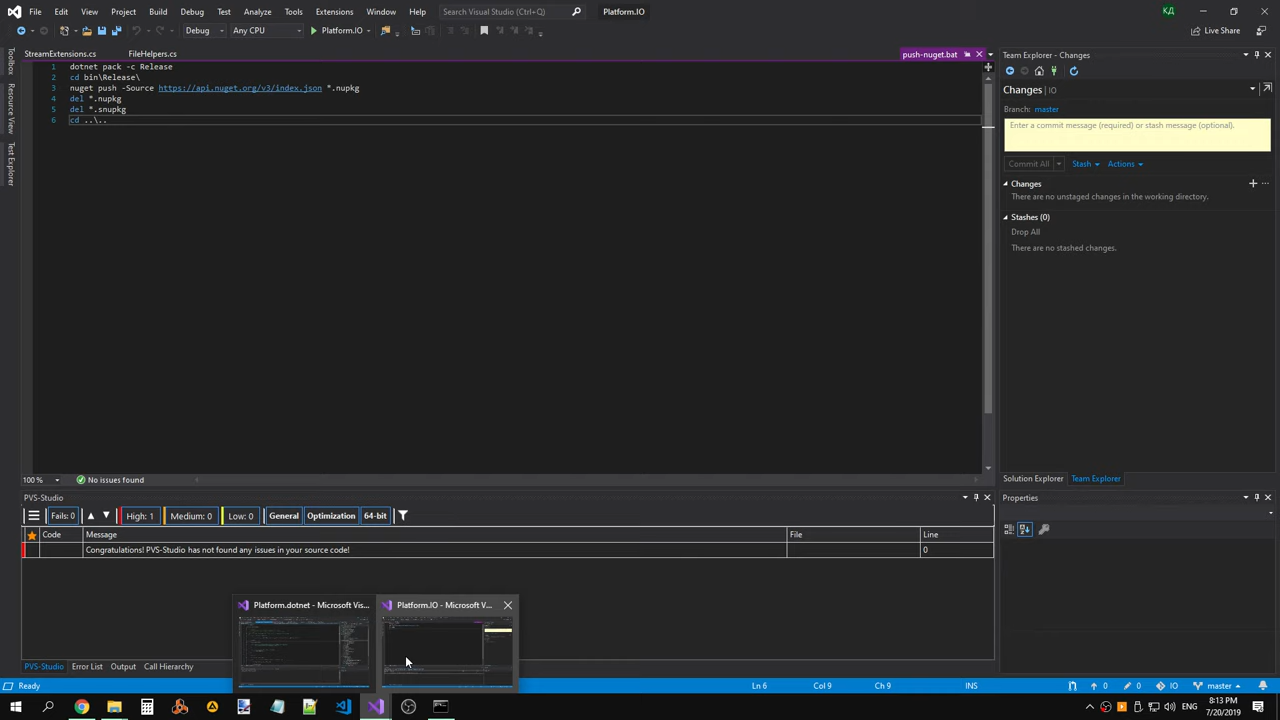 File Edit View Project Build Debug Test Analyze Tools Extensions Window Help Search Visual Studio (Ctrl+Q) Platform.IO КД
Debug Any CPU Platform.IO Live Share
StreamExtensions.cs FileHelpers.cs push-nuget.bat Team Explorer - Changes
Toolbox
Resource View
Test Explorer
1 dotnet pack -c Release
2 cd bin\Release\
3 nuget push -Source https://api.nuget.org/v3/index.json *.nupkg
4 del *.nupkg
5 del *.snupkg
6 cd ..\..
Changes | IO
Branch: master
Enter a commit message (required) or stash message (optional).
Commit All Stash Actions
Changes
There are no unstaged changes in the working directory.
Stashes (0)
Drop All
There are no stashed changes.
100 % No issues found
Solution Explorer Team Explorer
PVS-Studio
Properties
Fails: 0 High: 1 Medium: 0 Low: 0 General Optimization 64-bit
Code Message File Line
Congratulations! PVS-Studio has not found any issues in your source code! 0
Platform.dotnet - Microsoft Vis... Platform.IO - Microsoft V...
PVS-Studio Error List Output Call Hierarchy
Ready Ln 6 Col 9 Ch 9 INS 0 0 IO master
ENG 8:13 PM
7/20/2019